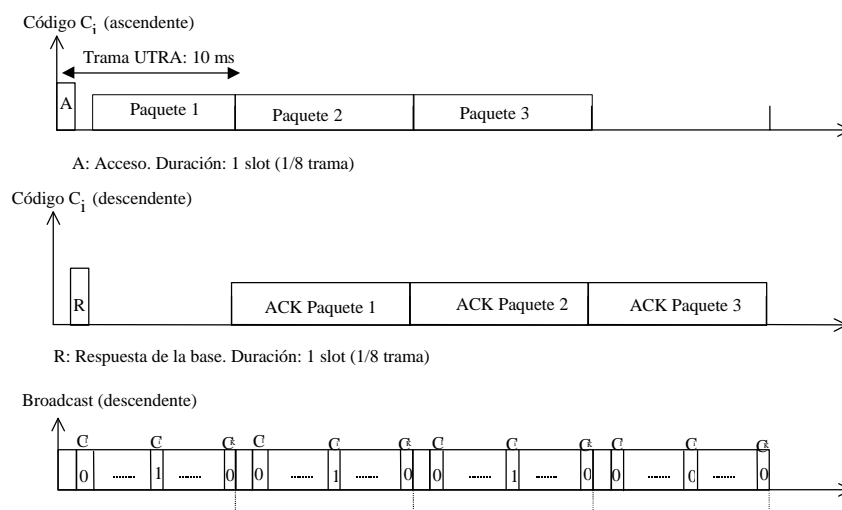 Código Ci (ascendente)
Trama UTRA: 10 ms
A
Paquete 1
Paquete 2
Paquete 3
A: Acceso. Duración: 1 slot (1/8 trama)
Código Ci (descendente)
R
ACK Paquete 1
ACK Paquete 2
ACK Paquete 3
R: Respuesta de la base. Duración: 1 slot (1/8 trama)
Broadcast (descendente)
0 ....... 1 ....... 0 0 ....... 1 ....... 0 0 ....... 1 ....... 0 0 ....... 0 ....... 0